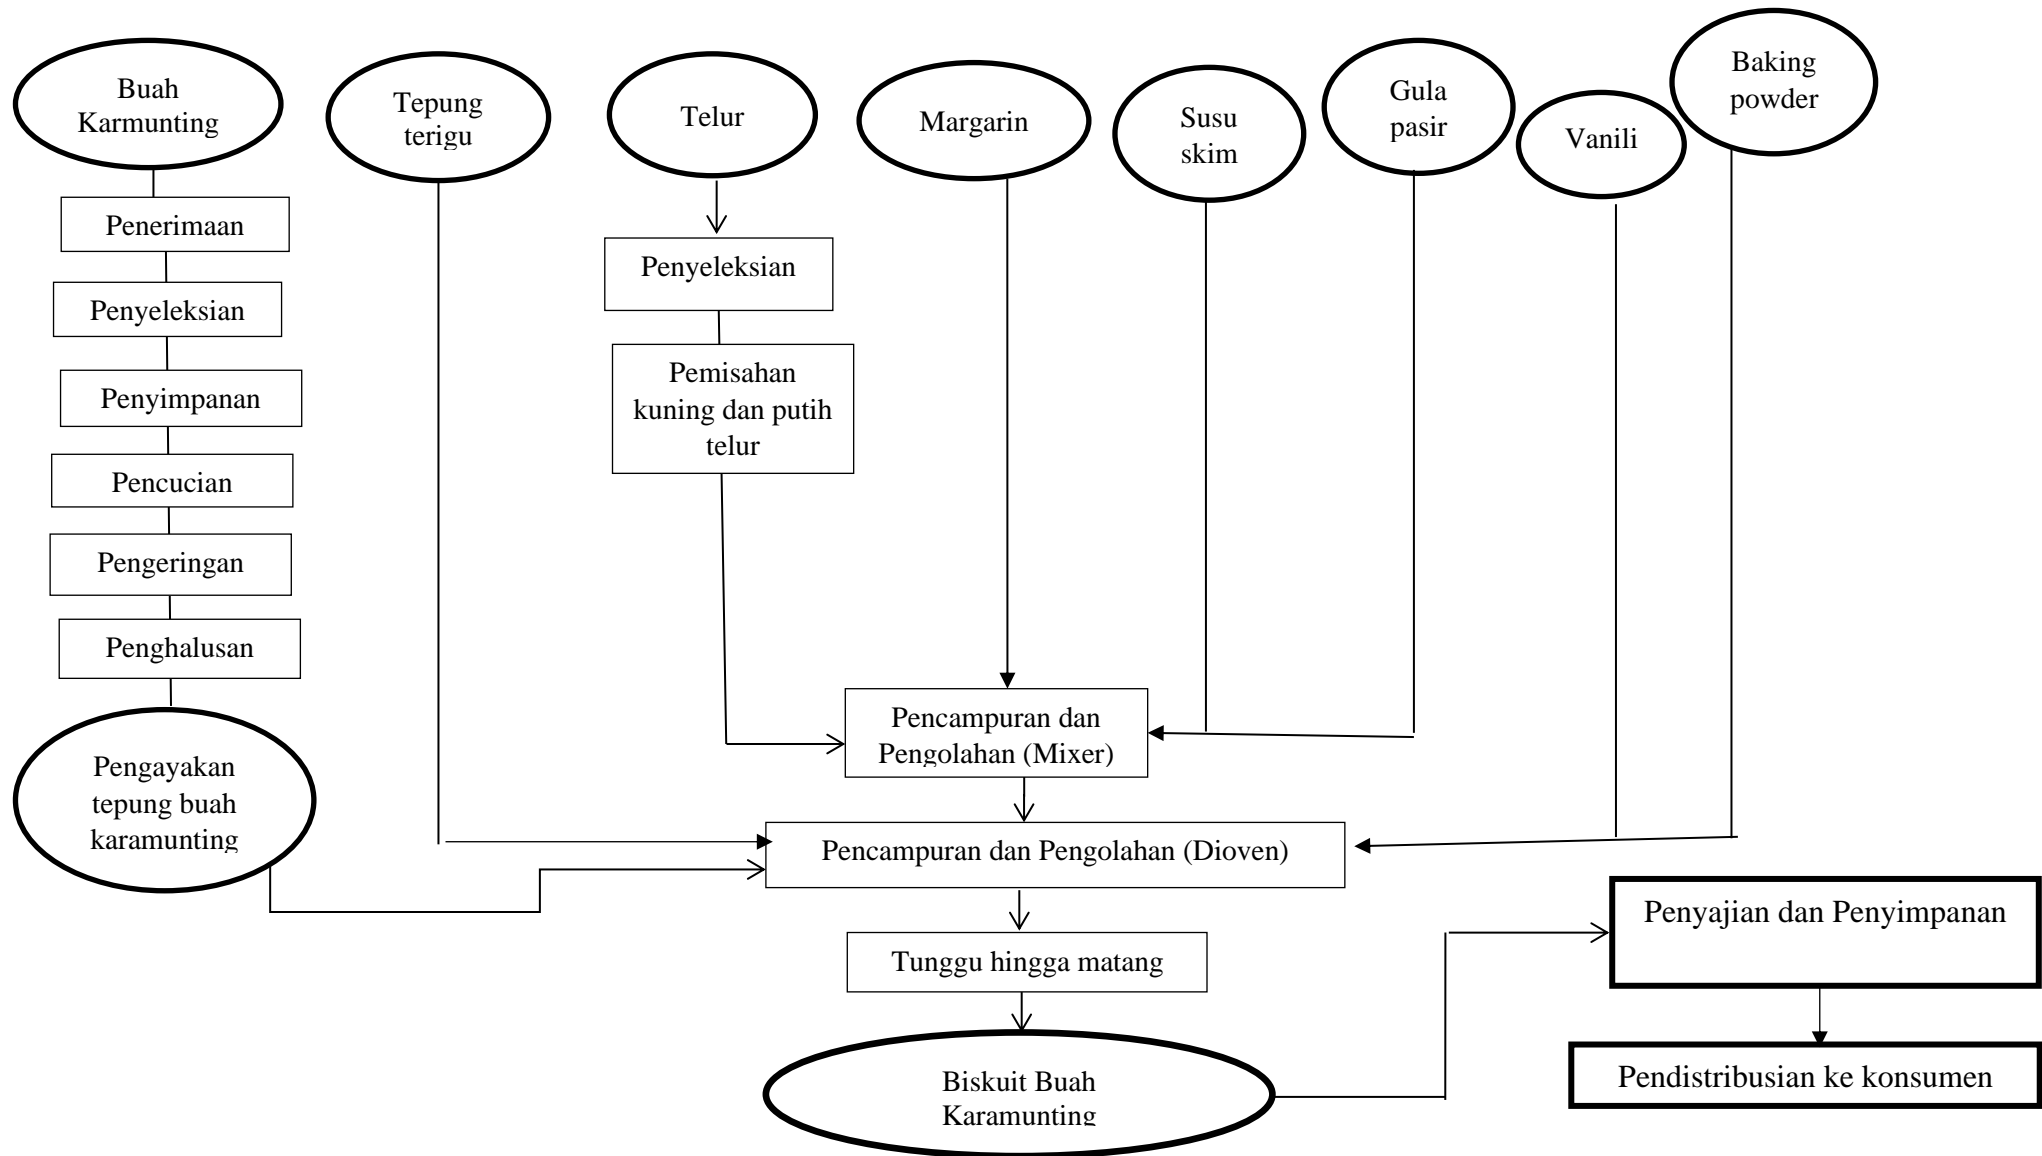 Buah
Karmunting
Tepung
terigu
Telur
Margarin
Susu
skim
Gula
pasir
Vanili
Baking
powder
Penerimaan
Penyeleksian
Penyimpanan
Pencucian
Pengeringan
Penghalusan
Pengayakan
tepung buah
karamunting
Penyeleksian
Pemisahan
kuning dan putih
telur
Pencampuran dan
Pengolahan (Mixer)
Pencampuran dan Pengolahan (Dioven)
Tunggu hingga matang
Biskuit Buah
Karamunting
Penyajian dan Penyimpanan
Pendistribusian ke konsumen